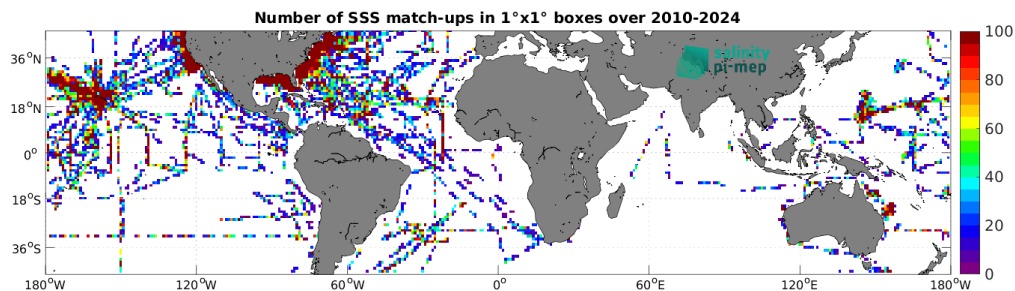 Number of SSS match-ups in 1°x1° boxes over 2010-2024
salinity
pi-mep
36°N
18°N
0°
18°S
36°S
180°W
120°W
60°W
0°E
60°E
120°E
180°W
100
80
60
40
20
0